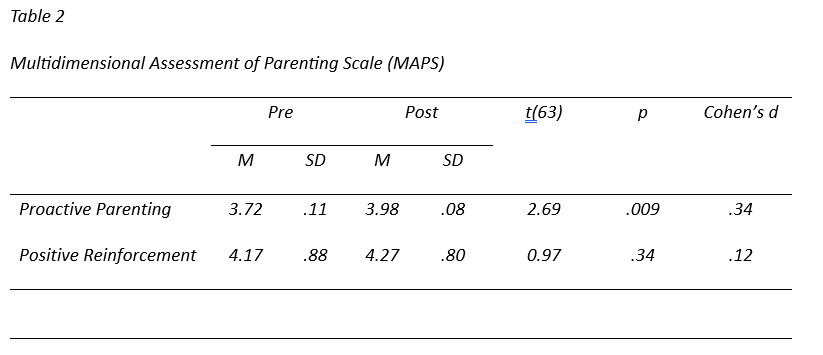 Table 2
Multidimensional Assessment of Parenting Scale (MAPS)
Pre Post t(63) p Cohen’s d
M SD M SD
Proactive Parenting 3.72 .11 3.98 .08 2.69 .009 .34
Positive Reinforcement 4.17 .88 4.27 .80 0.97 .34 .12